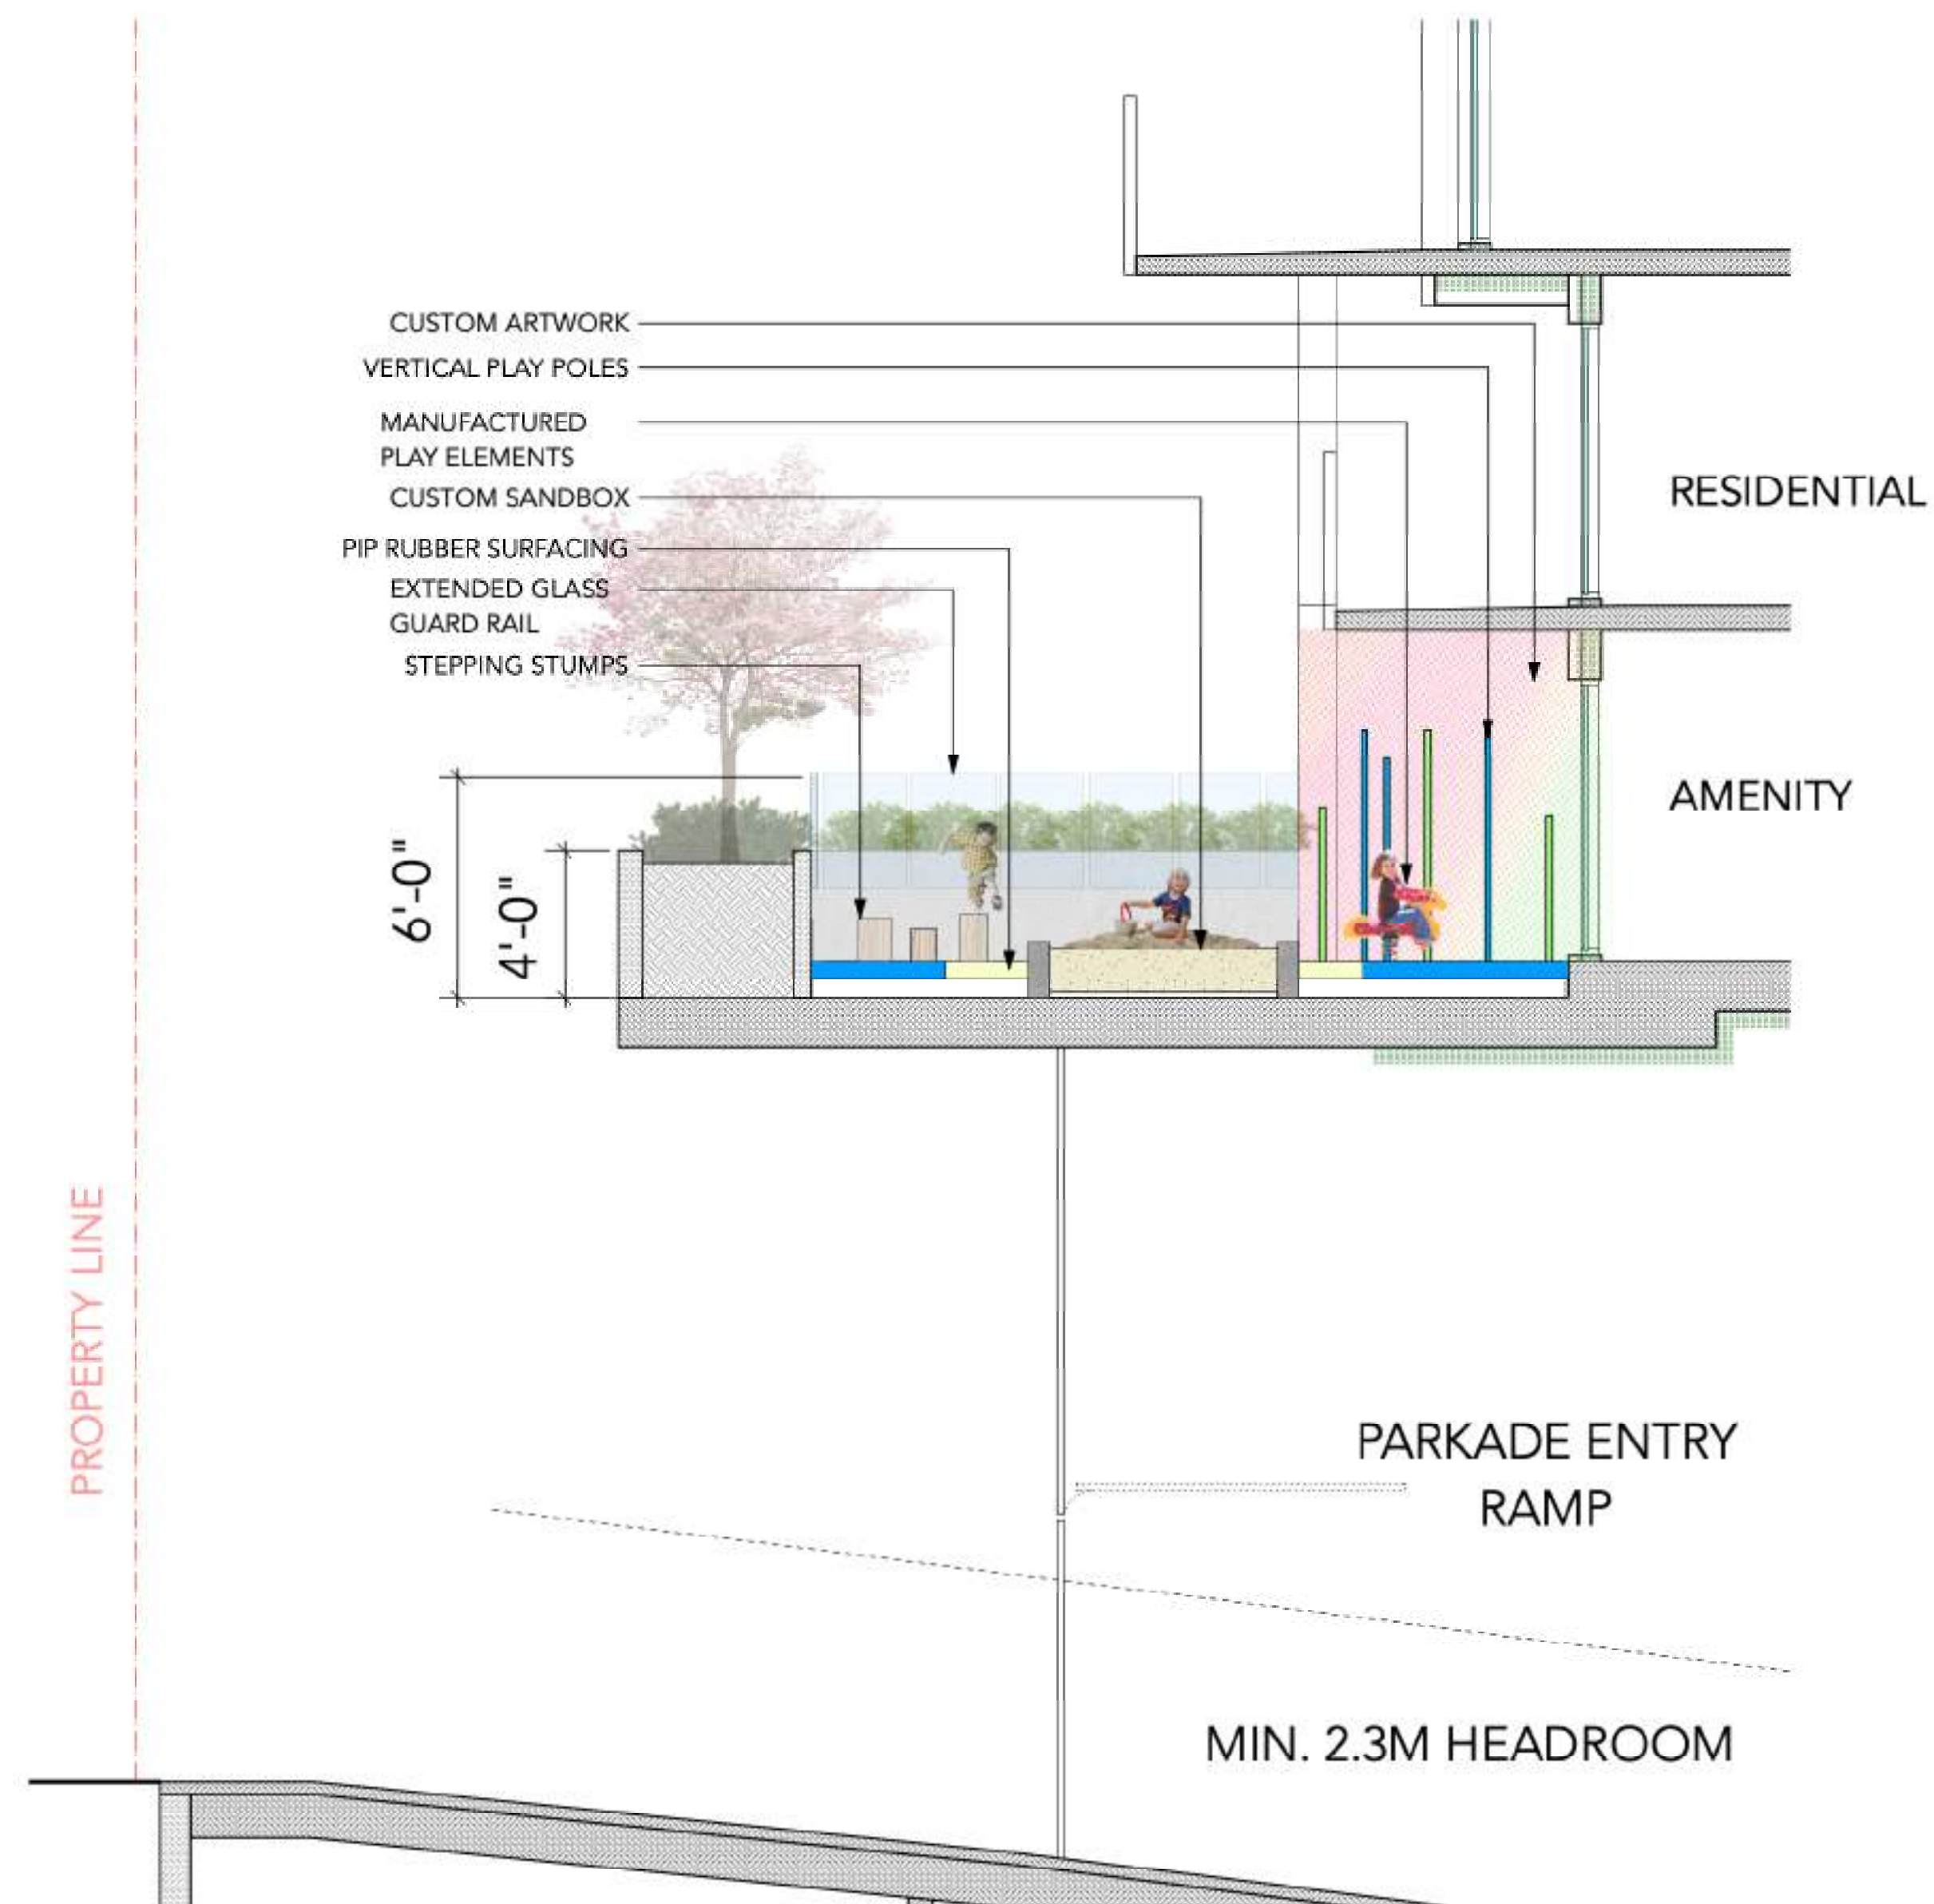 CUSTOM ARTWORK
VERTICAL PLAY POLES
MANUFACTURED
PLAY ELEMENTS
CUSTOM SANDBOX
PIP RUBBER SURFACING
EXTENDED GLASS
GUARD RAIL
STEPPING STUMPS
RESIDENTIAL
AMENITY
6'-0"
4'-0"
PROPERTY LINE
PARKADE ENTRY
RAMP
MIN. 2.3M HEADROOM